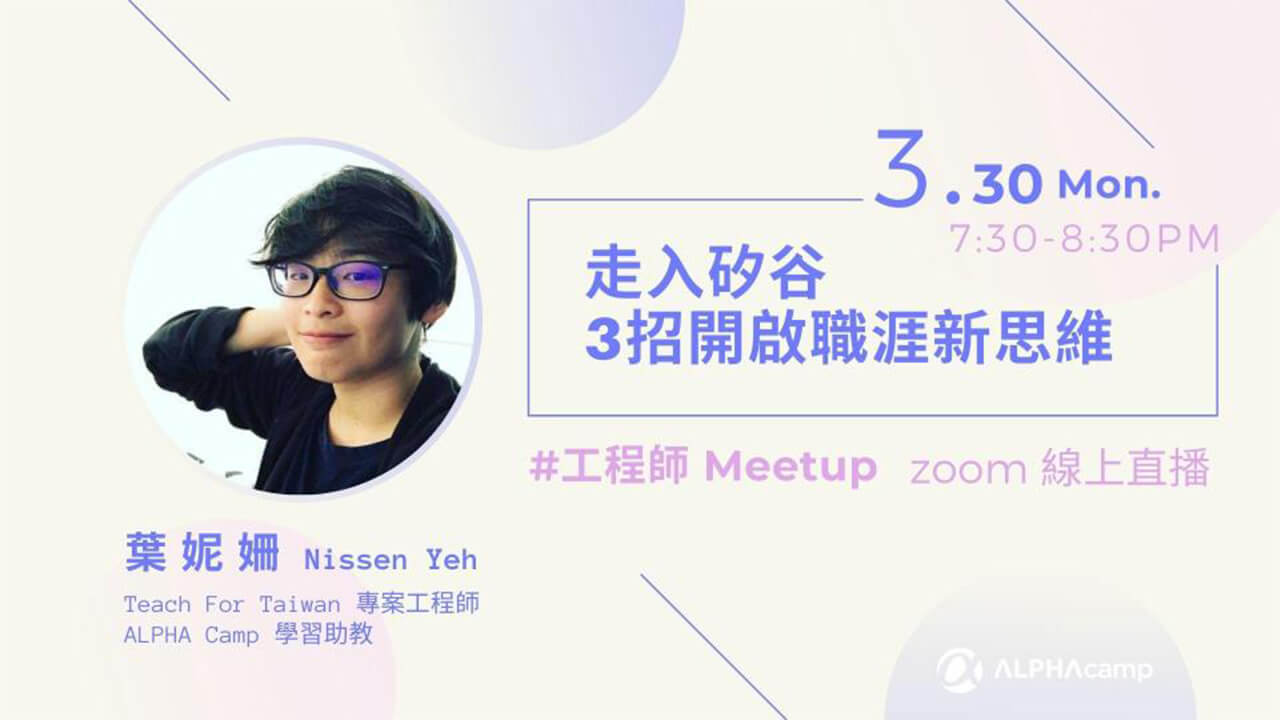 3.30 Mon.
7:30-8:30PM
走入矽谷
3招開啟職涯新思維
#工程師 Meetup zoom 線上直播
葉妮姍 Nissen Yeh
Teach For Taiwan 專案工程師
ALPHA Camp 學習助教
ALPHAcamp